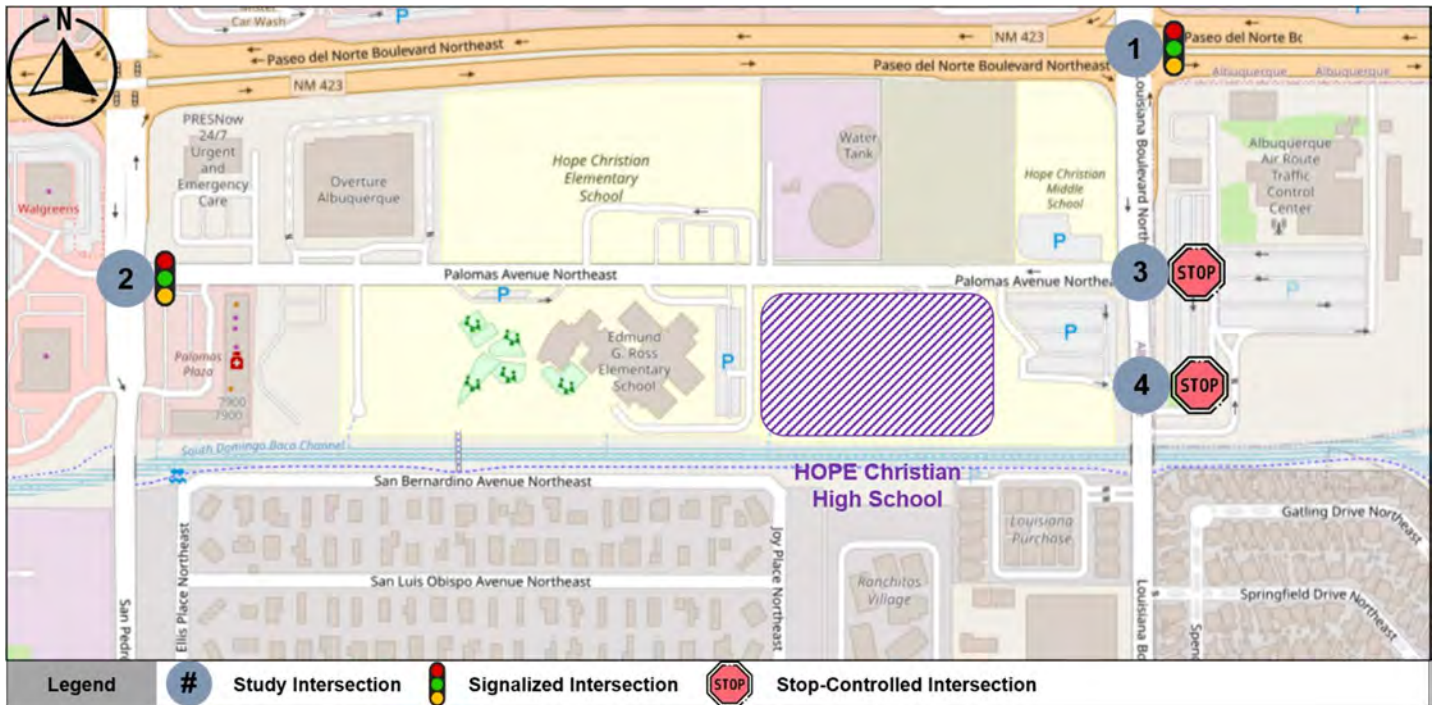 Mister
Car Wash
P
P
N
Paseo del Norte Boulevard Northeast
NM 423
1
Paseo del Norte Bo
Paseo del Norte Boulevard Northeast
NM 423
Albuquerque
Albuquerque
PRESNow
24/7
Urgent
and
Emergency
Care
Overture
Albuquerque
Hope Christian
Elementary
School
Water
Tank
Hope Christian
Middle
School
P
Louisiana Boulevard North
Albuquerque
Air Route
Traffic
Control
Center
Walgreens
2
Palomas Avenue Northeast
Palomas Avenue Northea
3
STOP
P
P
P
P
Edmund
G. Ross
Elementary
School
Palomas
Plaza
7900
7900
4
STOP
South Domingo Baca Channel
San Bernardino Avenue Northeast
HOPE Christian
High School
P
Louisiana
Purchase
Gatling Drive Northeast
Joy Place Northeast
Ellis Place Northeast
San Luis Obispo Avenue Northeast
Ranchitos
Village
Springfield Drive Northeast
San Pedr
Louisiana Bo
Spen
Legend
# Study Intersection
Signalized Intersection
STOP Stop-Controlled Intersection